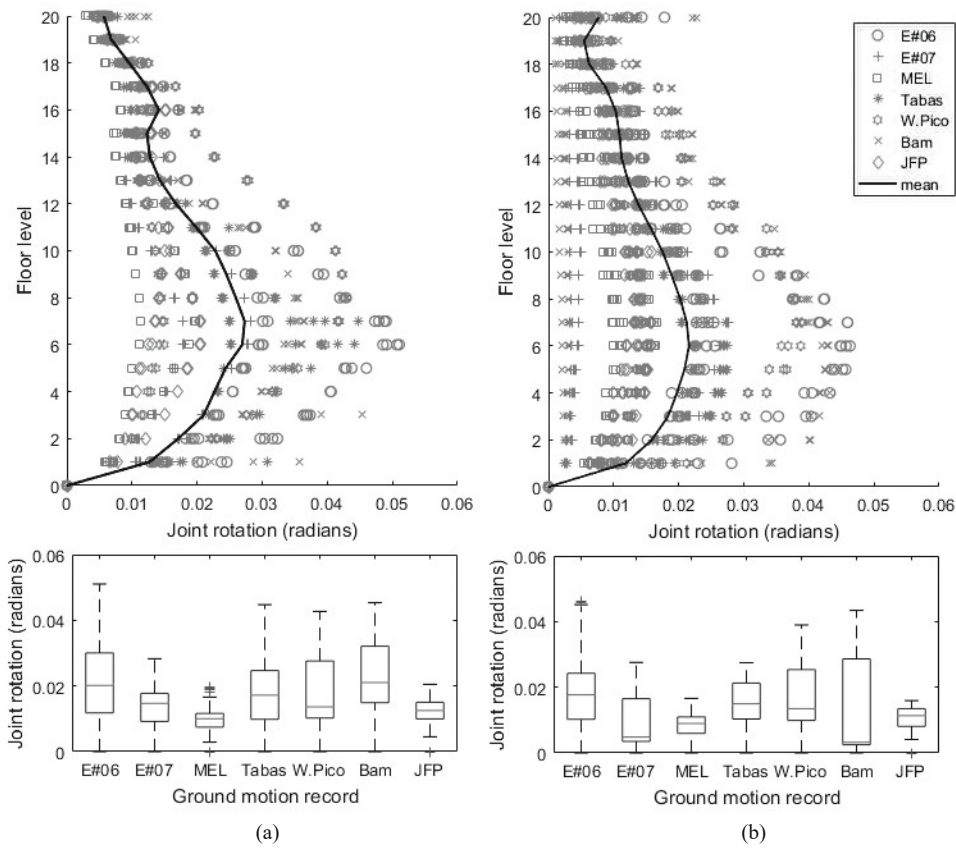 20
18
16
14
12
10
8
6
4
2
0
Floor level
0 0.01 0.02 0.03 0.04 0.05 0.06
Joint rotation (radians)
20
18
16
14
12
10
8
6
4
2
0
Floor level
0 0.01 0.02 0.03 0.04 0.05 0.06
Joint rotation (radians)
E#06
E#07
MEL
Tabas
W.Pico
Bam
JFP
mean
0.06
0.04
0.02
0
Joint rotation (radians)
E#06 E#07 MEL Tabas W.Pico Bam JFP
Ground motion record
(a)
0.06
0.04
0.02
0
Joint rotation (radians)
E#06 E#07 MEL Tabas W.Pico Bam JFP
Ground motion record
(b)